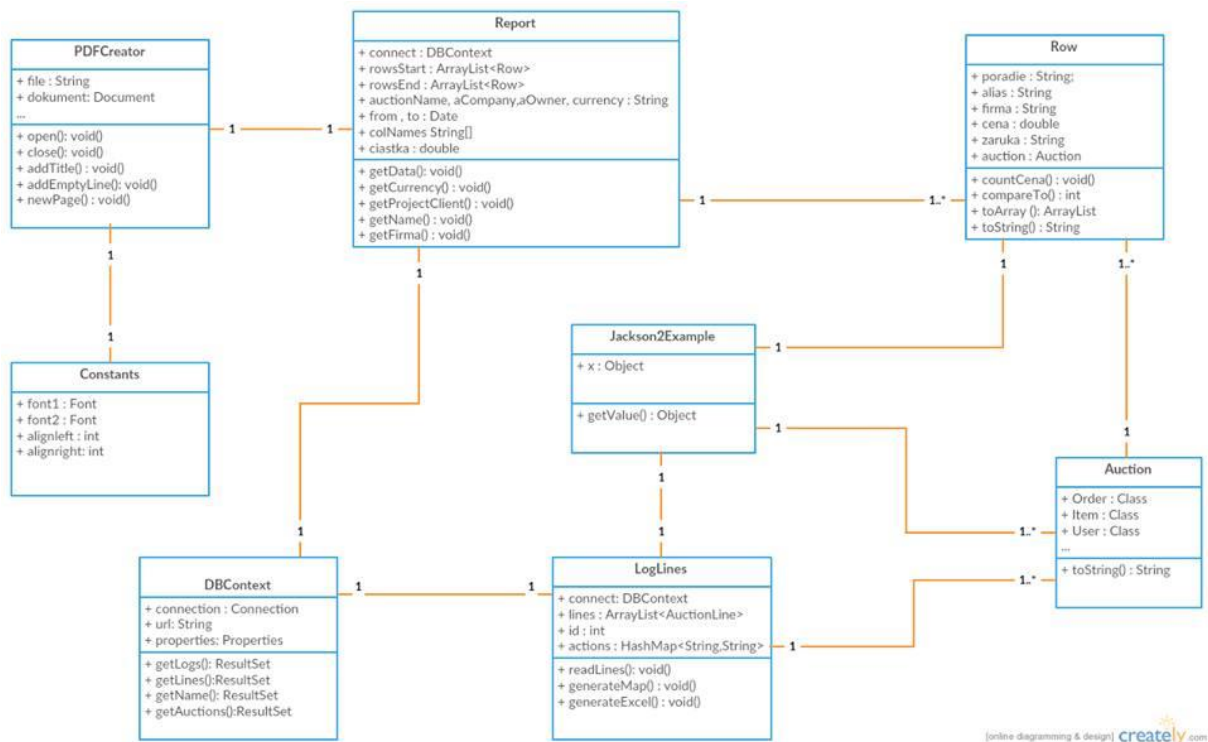 PDFCreator
+ file : String
+ dokument: Document
...
+ open(): void()
+ close(): void()
+ addTitle() : void()
+ addEmptyLine(): void()
+ newPage() : void()
1
1
Report
+ connect : DBContext
+ rowsStart : ArrayList<Row>
+ rowsEnd : ArrayList<Row>
+ auctionName, aCompany,aOwner, currency : String
+ from , to : Date
+ colNames String[]
+ ciastka : double
+ getData(): void()
+ getCurrency() : void()
+ getProjectClient() : void()
+ getName() : void()
+ getFirma() : void()
1
1..*
Row
+ poradie : String;
+ alias : String
+ firma : String
+ cena : double
+ zaruka : String
+ auction : Auction
+ countCena() : void()
+ compareTo() : int
+ toArray (): ArrayList
+ toString() : String
1
1
1
1..*
1
Constants
+ font1 : Font
+ font2 : Font
+ alignleft : int
+ alignright: int
Jackson2Example
+ x : Object
+ getValue() : Object
1
1
1..*
1
1
1
Auction
+ Order : Class
+ Item : Class
+ User : Class
...
+ toString() : String
1
DBContext
+ connection : Connection
+ url: String
+ properties: Properties
+ getLogs(): ResultSet
+ getLines():ResultSet
+ getName(): ResultSet
+ getAuctions():ResultSet
1
1
LogLines
+ connect: DBContext
+ lines : ArrayList<AuctionLine>
+ id : int
+ actions : HashMap<String,String>
+ readLines(): void()
+ generateMap() : void()
+ generateExcel() : void()
1
1..*
[online diagramming & design] creately.com